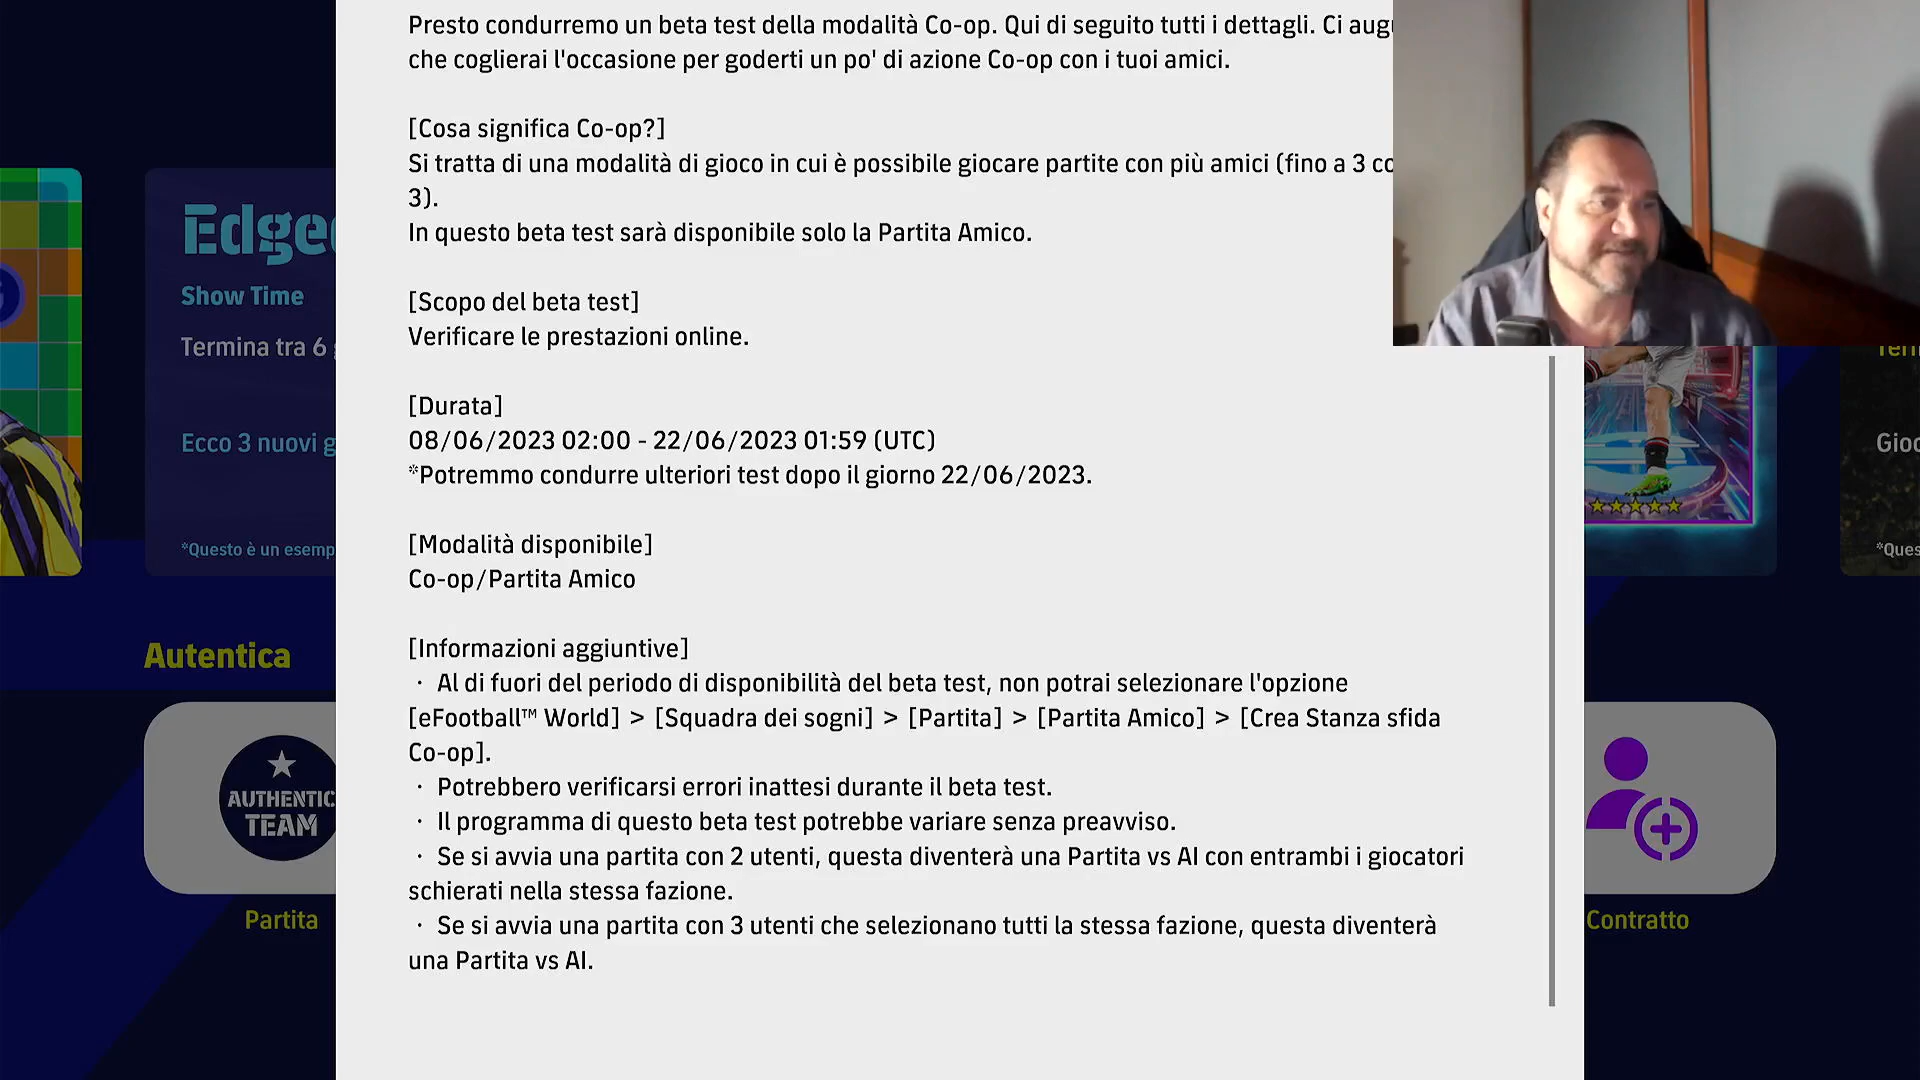 Presto condurremo un beta test della modalità Co-op. Qui di seguito tutti i dettagli. Ci
che coglierai l'occasione per goderti un po' di azione Co-op con i tuoi amici.
[Cosa significa Co-op?]
Si tratta di una modalità di gioco in cui è possibile giocare partite con più amici (fino a 3
3).
In questo beta test sarà disponibile solo la Partita Amico.
[Scopo del beta test]
Verificare le prestazioni online.
[Durata]
08/06/2023 02:00 - 22/06/2023 01:59 (UTC)
*Potremmo condurre ulteriori test dopo il giorno 22/06/2023.
[Modalità disponibile]
Co-op/Partita Amico
[Informazioni aggiuntive]
· Al di fuori del periodo di disponibilità del beta test, non potrai selezionare l'opzione
[eFootball™ World] > [Squadra dei sogni] > [Partita] > [Partita Amico] > [Crea Stanza sfida
Co-op].
· Potrebbero verificarsi errori inattesi durante il beta test.
· Il programma di questo beta test potrebbe variare senza preavviso.
· Se si avvia una partita con 2 utenti, questa diventerà una Partita vs AI con entrambi i giocatori
schierati nella stessa fazione.
· Se si avvia una partita con 3 utenti che selezionano tutti la stessa fazione, questa diventerà
una Partita vs AI.
Show Time
Termina tra 6
Ecco 3 nuovi
*Questo è un
Autentica
AUTHENTIC
TEAM
Partita
Contratto